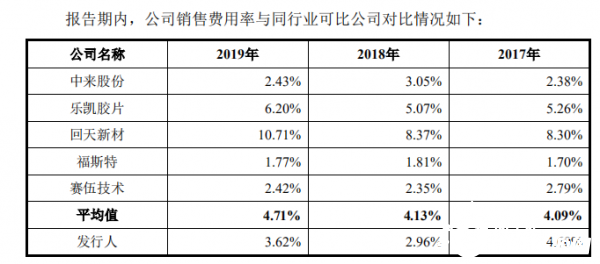 报告期内，公司销售费用率与同行业可比公司对比情况如下：
公司名称 2019年 2018年 2017年
中来股份 2.43% 3.05% 2.38%
乐凯胶片 6.20% 5.07% 5.26%
回天新材 10.71% 8.37% 8.30%
福斯特 1.77% 1.81% 1.70%
赛伍技术 2.42% 2.35% 2.79%
平均值 4.71% 4.13% 4.09%
发行人 3.62% 2.96%